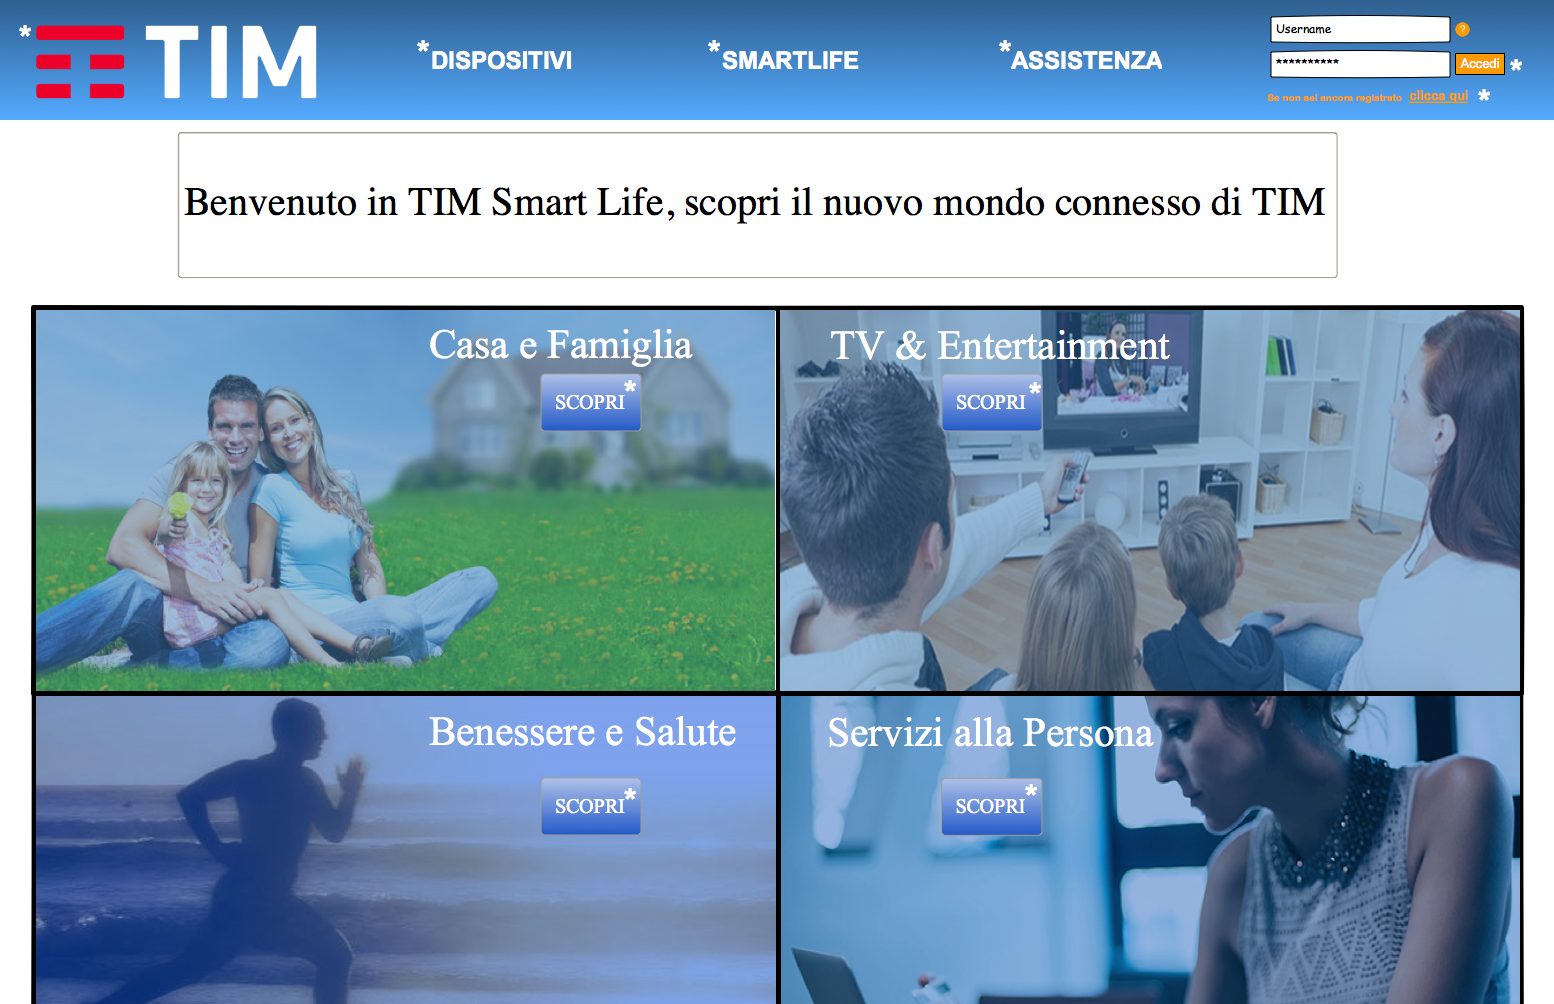 * TIM
*DISPOSITIVI
*SMARTLIFE
*ASSISTENZA
Username ?
********** Accedi *
Se non sei ancora registrato clicca qui *
Benvenuto in TIM Smart Life, scopri il nuovo mondo connesso di TIM
Casa e Famiglia
SCOPRI*
TV & Entertainment
SCOPRI*
Benessere e Salute
SCOPRI*
Servizi alla Persona
SCOPRI*